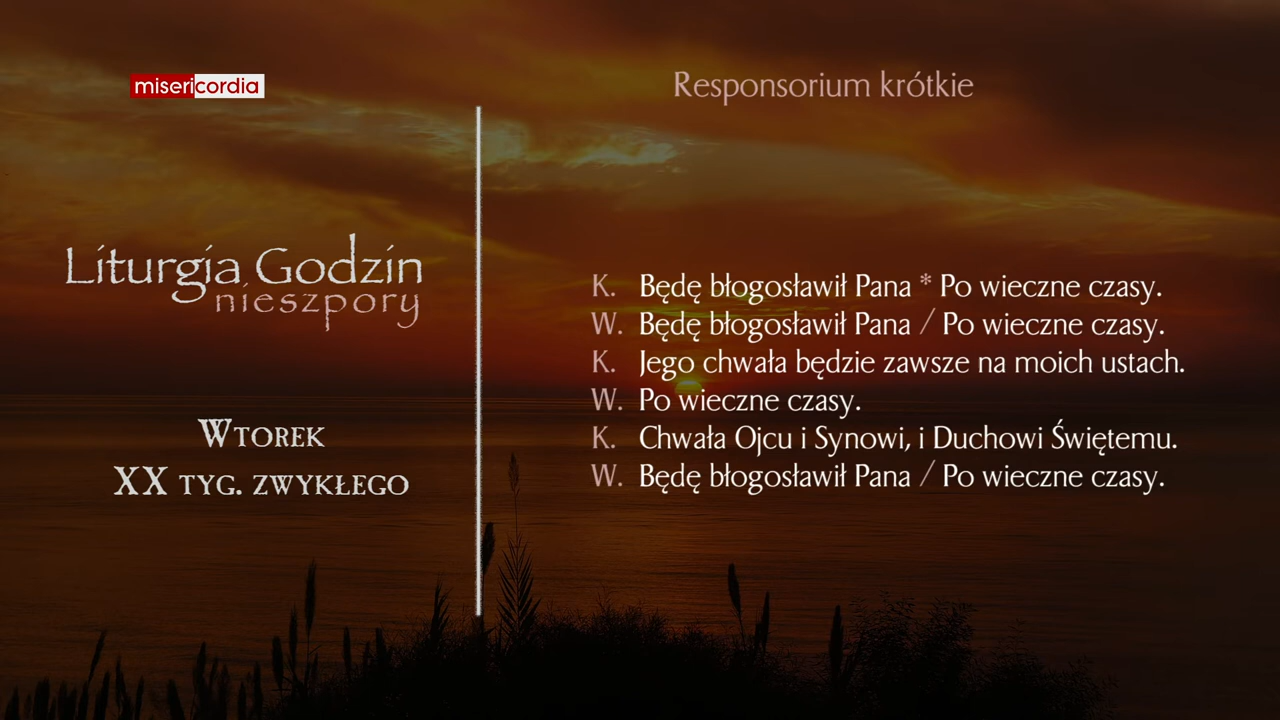 misericordia
Liturgia Godzin
nieszpory
Wtorek
XX tyg. zwykłego
Responsorium krótkie
K. Będę błogosławił Pana * Po wieczne czasy.
W. Będę błogosławił Pana / Po wieczne czasy.
K. Jego chwała będzie zawsze na moich ustach.
W. Po wieczne czasy.
K. Chwała Ojcu i Synowi, i Duchowi Świętemu.
W. Będę błogosławił Pana / Po wieczne czasy.